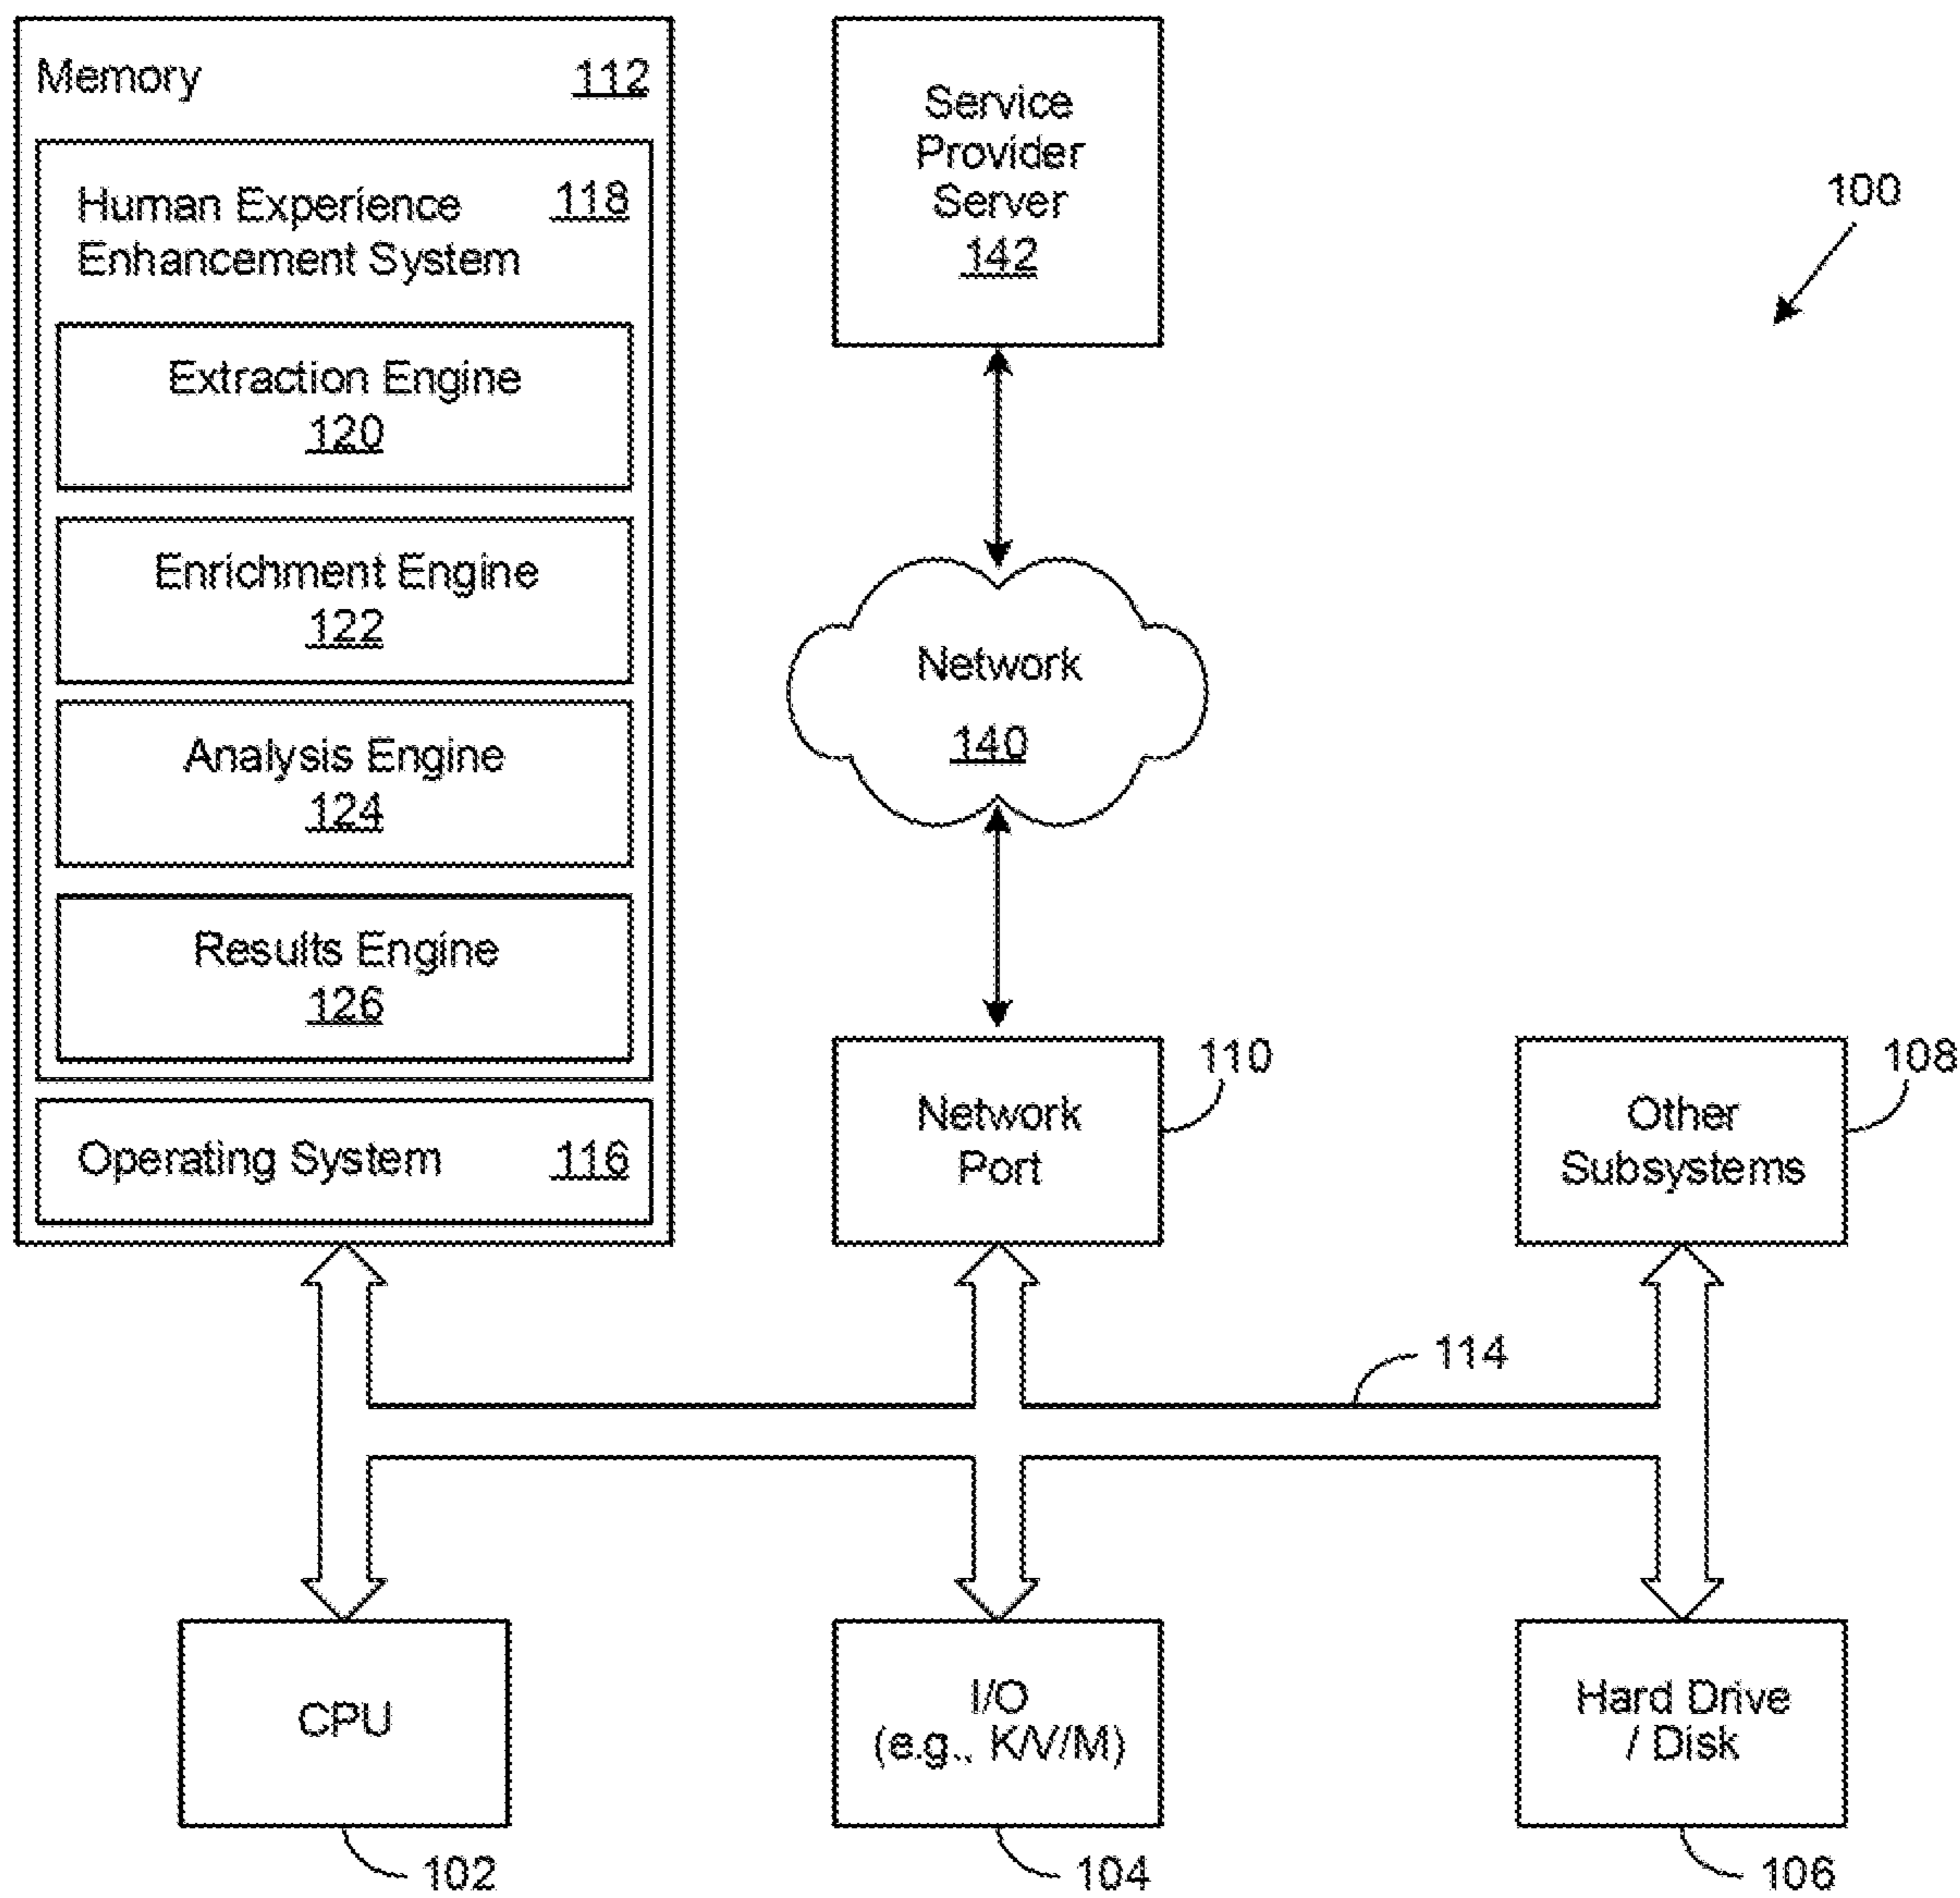 Memory 112
Human Experience 118
Enhancement System
Extraction Engine
120
Enrichment Engine
122
Analysis Engine
124
Results Engine
126
Operating System 116
Service
Provider
Server
142
100
Network
140
Network
Port
110
Other
Subsystems
108
114
CPU
102
I/O
(e.g., K/V/M)
104
Hard Drive
/ Disk
106